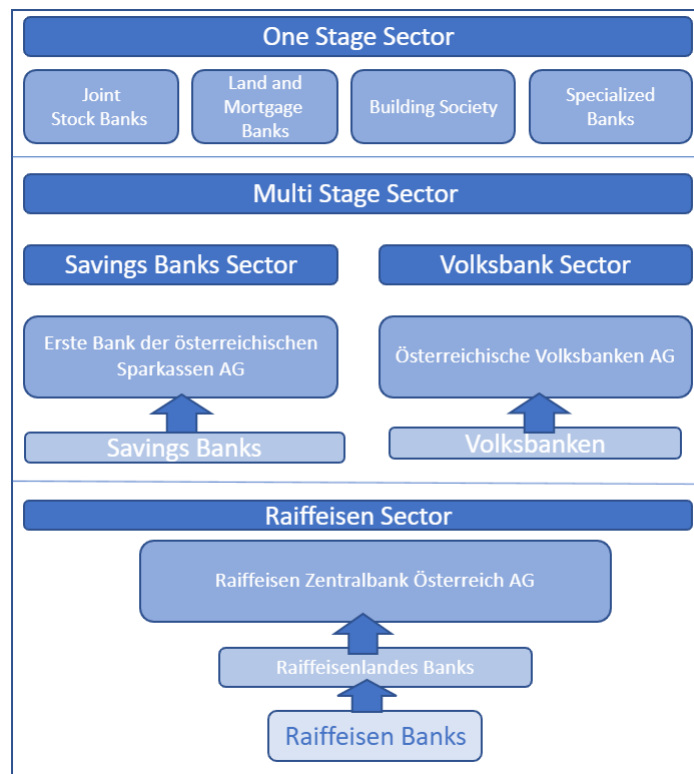 One Stage Sector
Joint
Stock Banks
Land and
Mortgage
Banks
Building Society
Specialized
Banks
Multi Stage Sector
Savings Banks Sector
Volksbank Sector
Erste Bank der österreichischen
Sparkassen AG
Österreichische Volksbanken AG
Savings Banks
Volksbanken
Raiffeisen Sector
Raiffeisen Zentralbank Österreich AG
Raiffeisenlandes Banks
Raiffeisen Banks